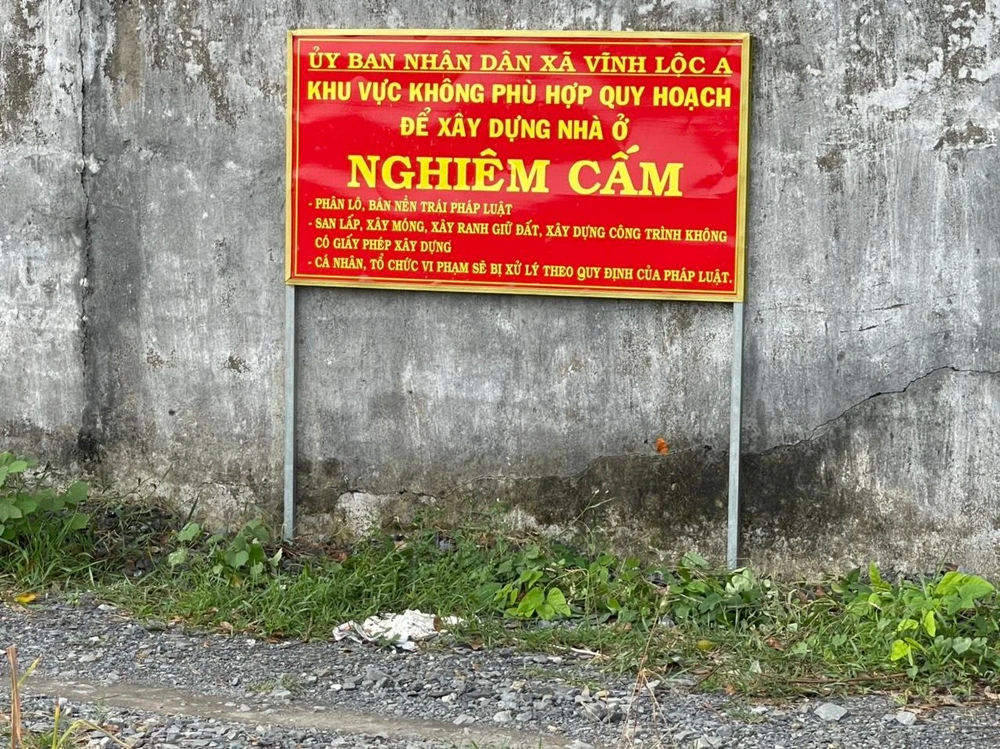 ỦY BAN NHÂN DÂN XÃ VĨNH LỘC A
KHU VỰC KHÔNG PHÙ HỢP QUY HOẠCH
ĐỂ XÂY DỰNG NHÀ Ở
NGHIÊM CẤM
- PHÂN LÔ, BÁN NỀN TRÁI PHÁP LUẬT
- SAN LẤP, XÂY MÓNG, XÂY RANH GIỮ ĐẤT, XÂY DỰNG CÔNG TRÌNH KHÔNG
CÓ GIẤY PHÉP XÂY DỰNG
- CÁ NHÂN, TỔ CHỨC VI PHẠM SẼ BỊ XỬ LÝ THEO QUY ĐỊNH CỦA PHÁP LUẬT.